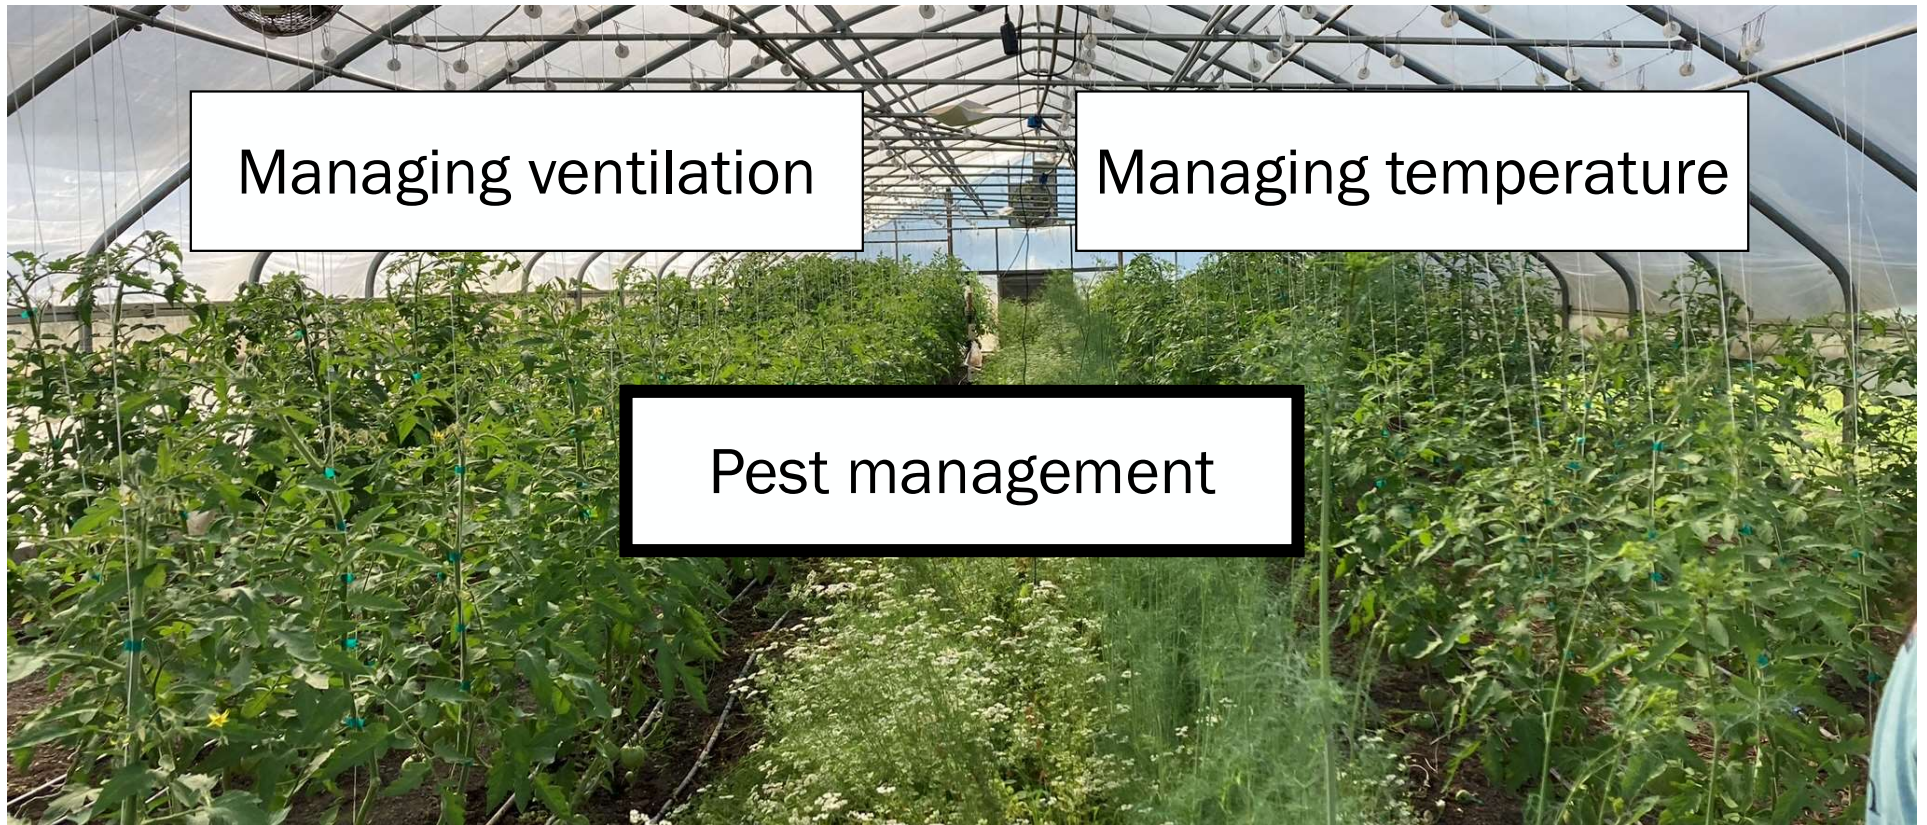 Managing ventilation
Managing temperature
Pest management